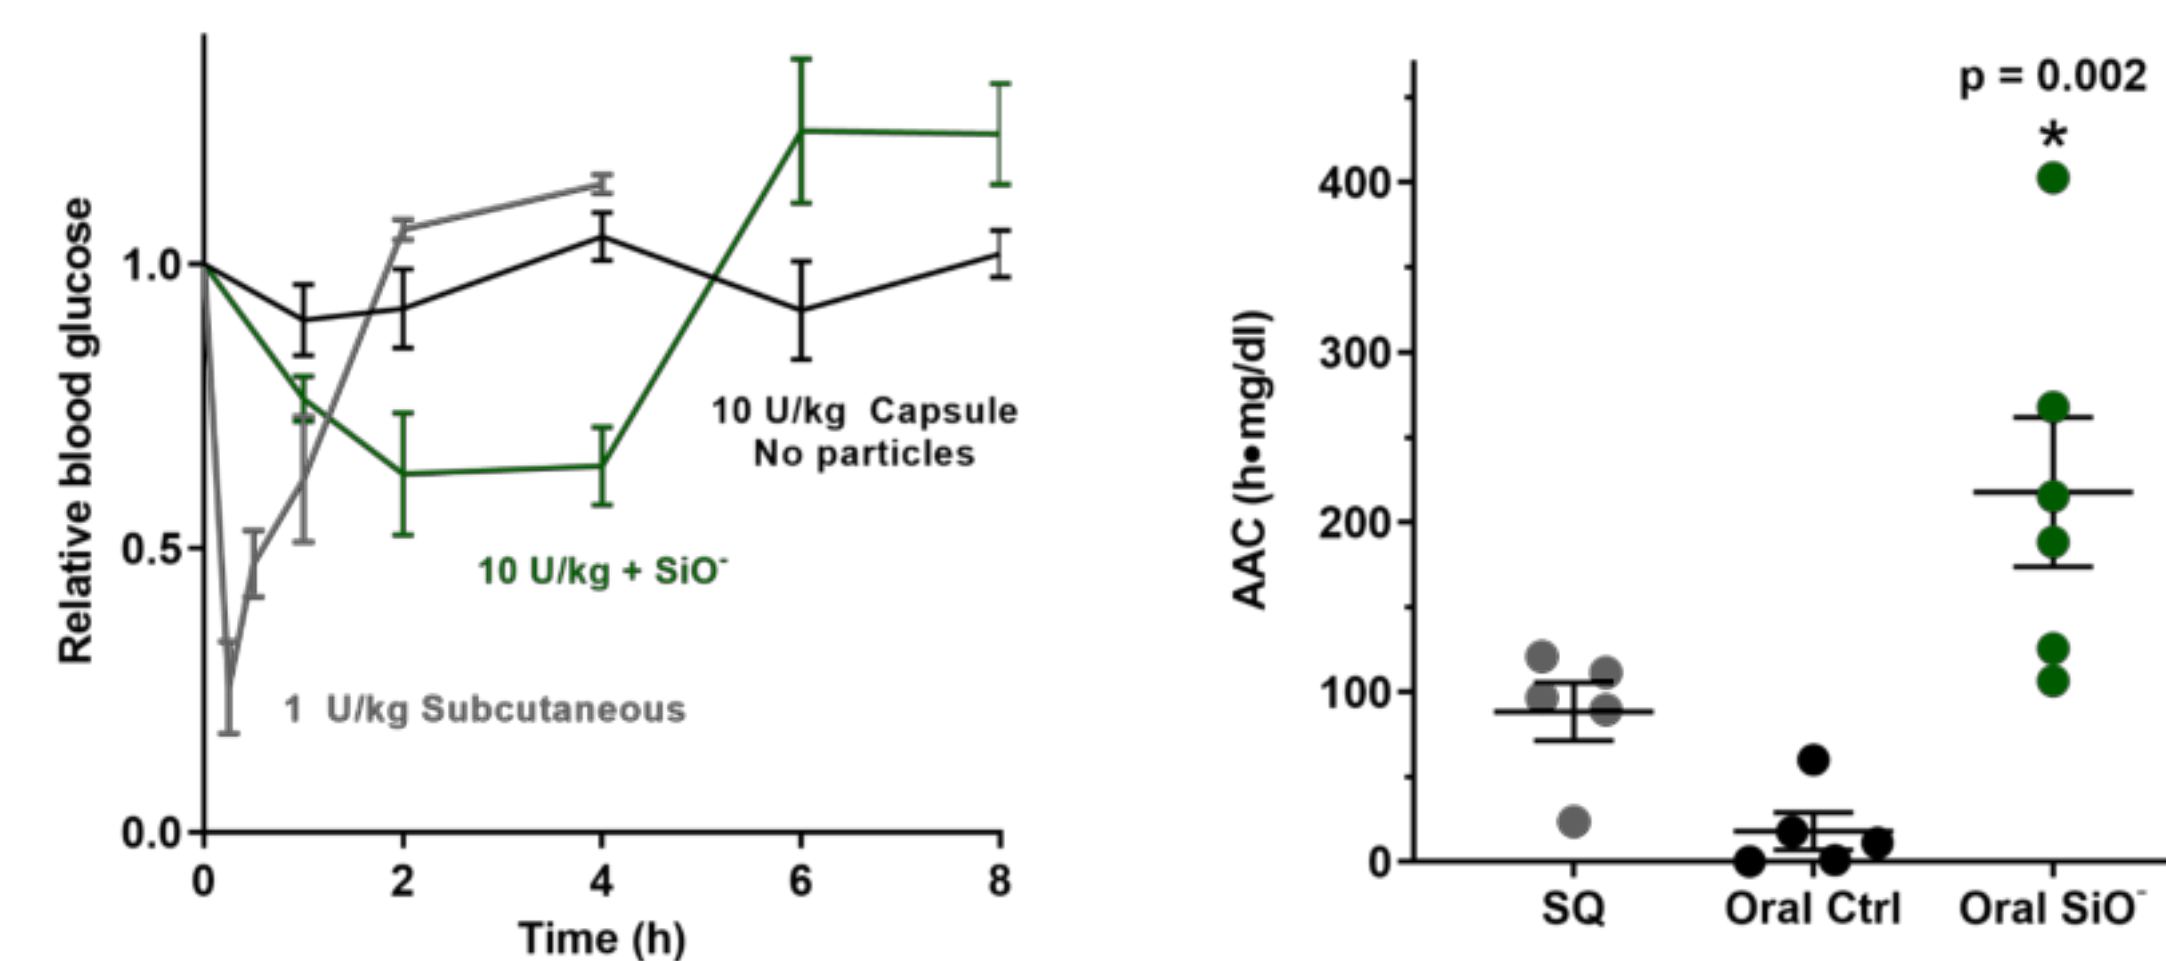 Relative blood glucose
1.0
0.5
0.0
0 2 4 6 8
Time (h)
10 U/kg Capsule
No particles
10 U/kg + SiO⁻
1 U/kg Subcutaneous
AAC (h•mg/dl)
400
300
200
100
0
p = 0.002
*
SQ Oral Ctrl Oral SiO⁻